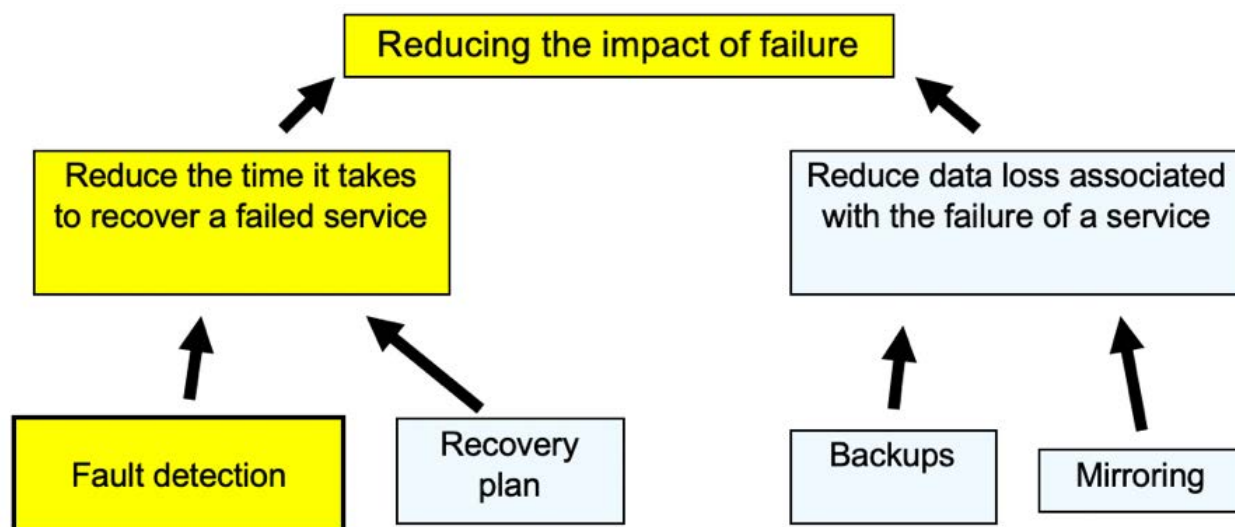 Reducing the impact of failure
Reduce the time it takes
to recover a failed service
Reduce data loss associated
with the failure of a service
Fault detection
Recovery
plan
Backups
Mirroring